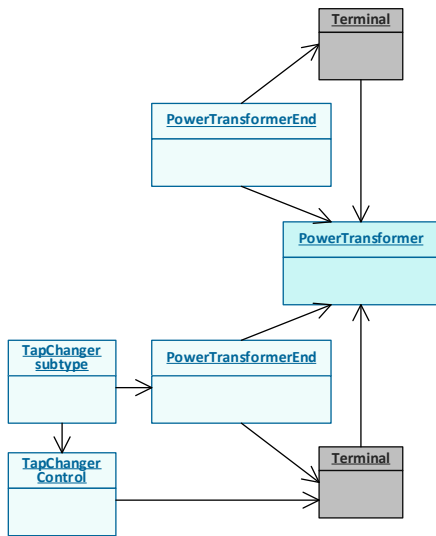 Terminal
PowerTransformerEnd
PowerTransformer
TapChanger
subtype
PowerTransformerEnd
TapChanger
Control
Terminal